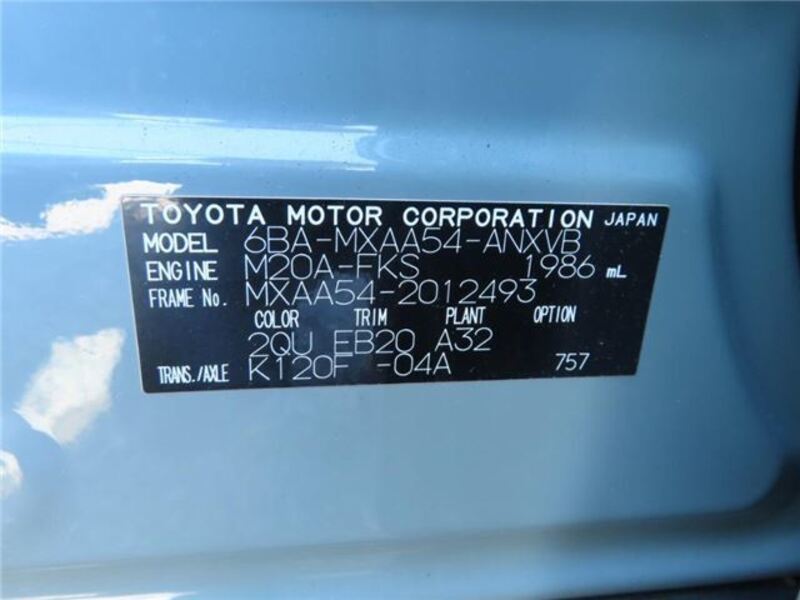 TOYOTA MOTOR CORPORATION JAPAN
MODEL 6BA-MXAA54-ANXVB
ENGINE M20A-FKS 1986 mL
FRAME No. MXAA54-2012493
COLOR TRIM PLANT OPTION
2QU EB20 A32
TRANS./AXLE K120F -04A 757